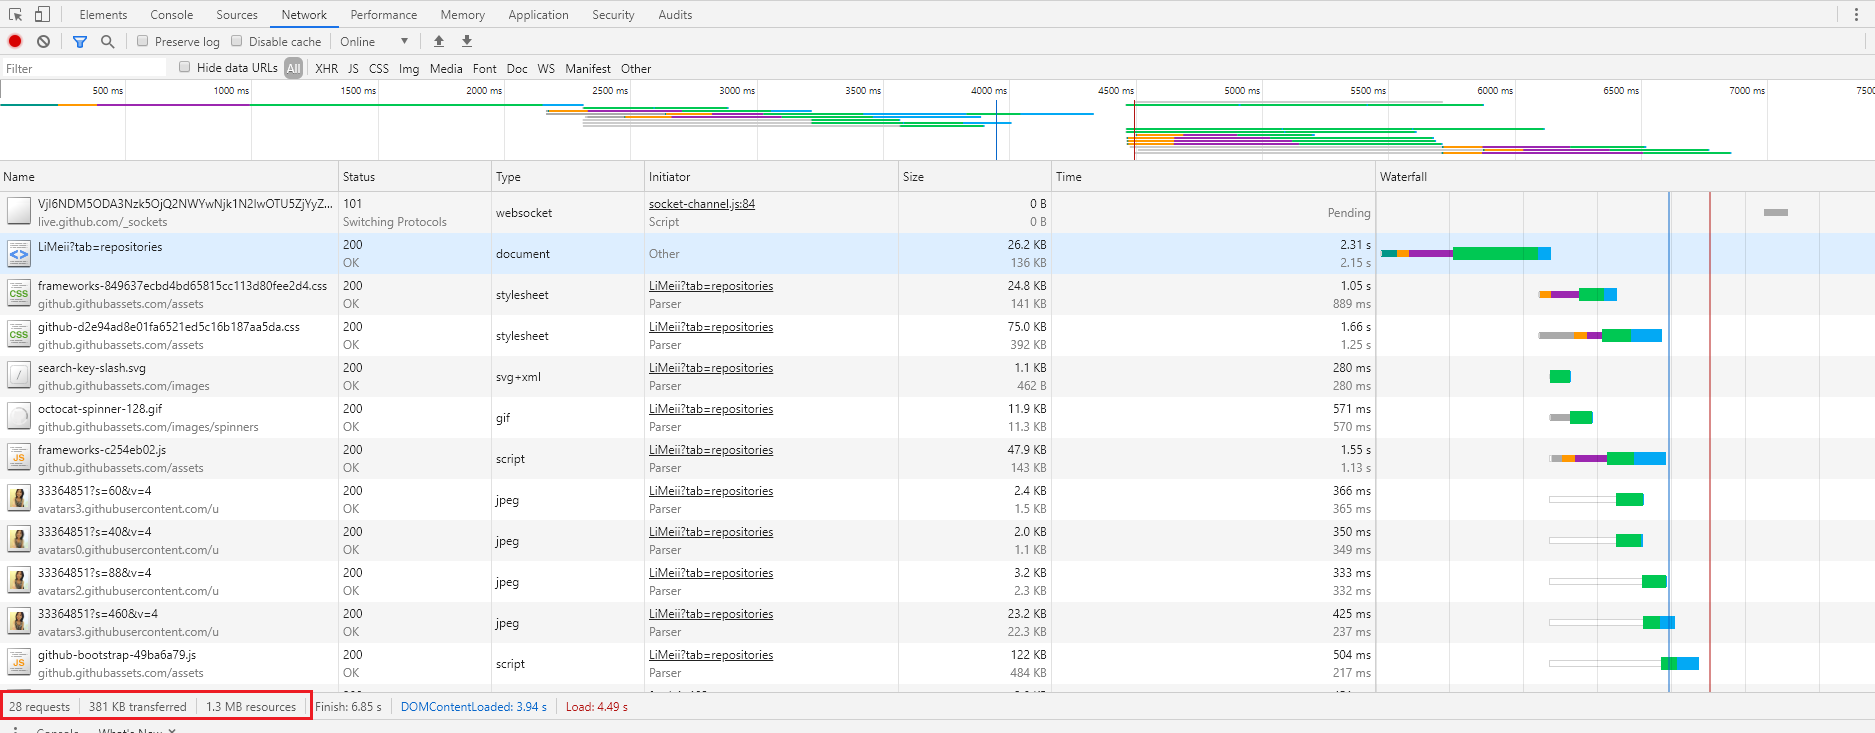 Elements Console Sources Network Performance Memory Application Security Audits
Preserve log Disable cache Online
Filter Hide data URLs All XHR JS CSS Img Media Font Doc WS Manifest Other
500 ms 1000 ms 1500 ms 2000 ms 2500 ms 3000 ms 3500 ms 4000 ms 4500 ms 5000 ms 5500 ms 6000 ms 6500 ms 7000 ms 7500
Name Status Type Initiator Size Time Waterfall
VjI6NDM5ODA3Nzk5OjQ2NWYwNjk1N2IwOTU5ZjYyZ... 101 websocket socket-channel.js:84 0 B Pending
live.github.com/_sockets Switching Protocols Script 0 B
LiMeii?tab=repositories 200 document Other 26.2 KB 2.31 s
OK 136 KB 2.15 s
frameworks-849637ecbd4bd65815cc113d80fee2d4.css 200 stylesheet LiMeii?tab=repositories 24.8 KB 1.05 s
github.githubassets.com/assets OK Parser 141 KB 889 ms
github-d2e94ad8e01fa6521ed5c16b187aa5da.css 200 stylesheet LiMeii?tab=repositories 75.0 KB 1.66 s
github.githubassets.com/assets OK Parser 392 KB 1.25 s
search-key-slash.svg 200 svg+xml LiMeii?tab=repositories 1.1 KB 280 ms
github.githubassets.com/images OK Parser 462 B 280 ms
octocat-spinner-128.gif 200 gif LiMeii?tab=repositories 11.9 KB 571 ms
github.githubassets.com/images/spinners OK Parser 11.3 KB 570 ms
frameworks-c254eb02.js 200 script LiMeii?tab=repositories 47.9 KB 1.55 s
github.githubassets.com/assets OK Parser 143 KB 1.13 s
33364851?s=60&v=4 200 jpeg LiMeii?tab=repositories 2.4 KB 366 ms
avatars3.githubusercontent.com/u OK Parser 1.5 KB 365 ms
33364851?s=40&v=4 200 jpeg LiMeii?tab=repositories 2.0 KB 350 ms
avatars0.githubusercontent.com/u OK Parser 1.1 KB 349 ms
33364851?s=88&v=4 200 jpeg LiMeii?tab=repositories 3.2 KB 333 ms
avatars2.githubusercontent.com/u OK Parser 2.3 KB 332 ms
33364851?s=460&v=4 200 jpeg LiMeii?tab=repositories 23.2 KB 425 ms
avatars3.githubusercontent.com/u OK Parser 22.3 KB 237 ms
github-bootstrap-49ba6a79.js 200 script LiMeii?tab=repositories 122 KB 504 ms
github.githubassets.com/assets OK Parser 484 KB 217 ms
28 requests 381 KB transferred 1.3 MB resources Finish: 6.85 s DOMContentLoaded: 3.94 s Load: 4.49 s
Console What's New